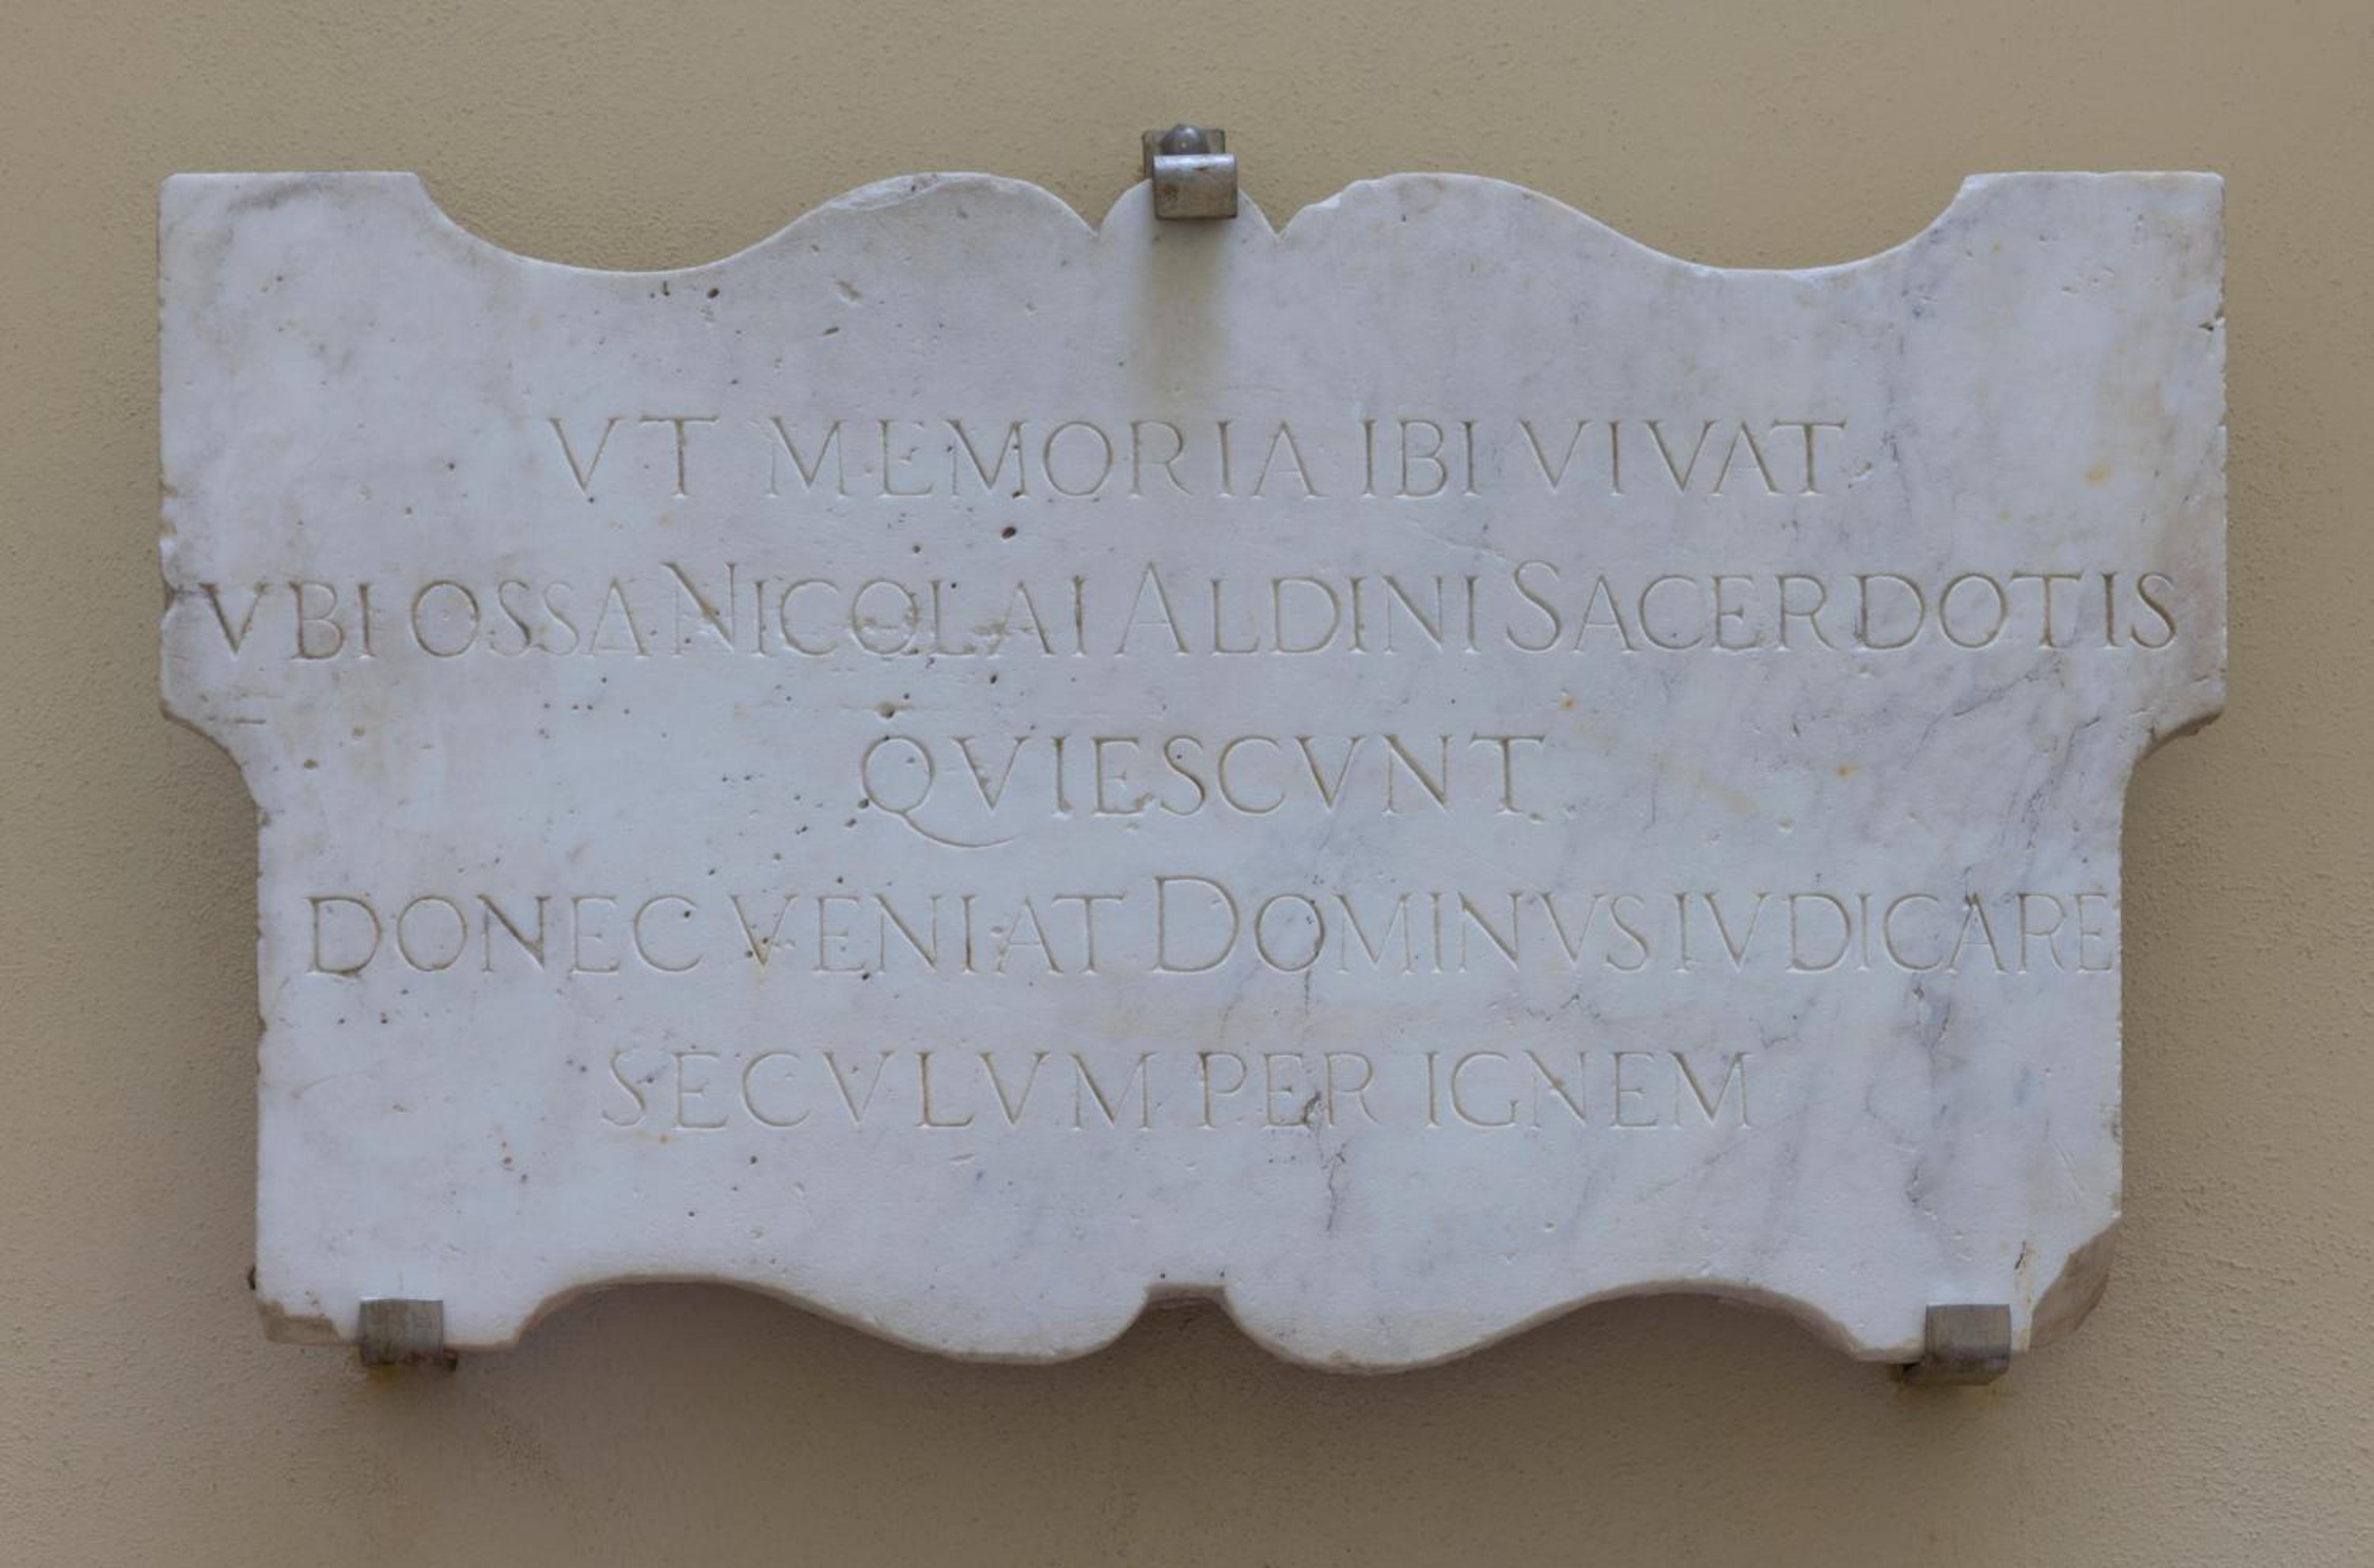 VT MEMORIA IBI VIVAT
VBI OSSA NICOLAI ALDINI SACERDOTIS
QVIESCVNT
DONEC VENIAT DOMINVS IVDICARE
SECVLVM PER IGNEM